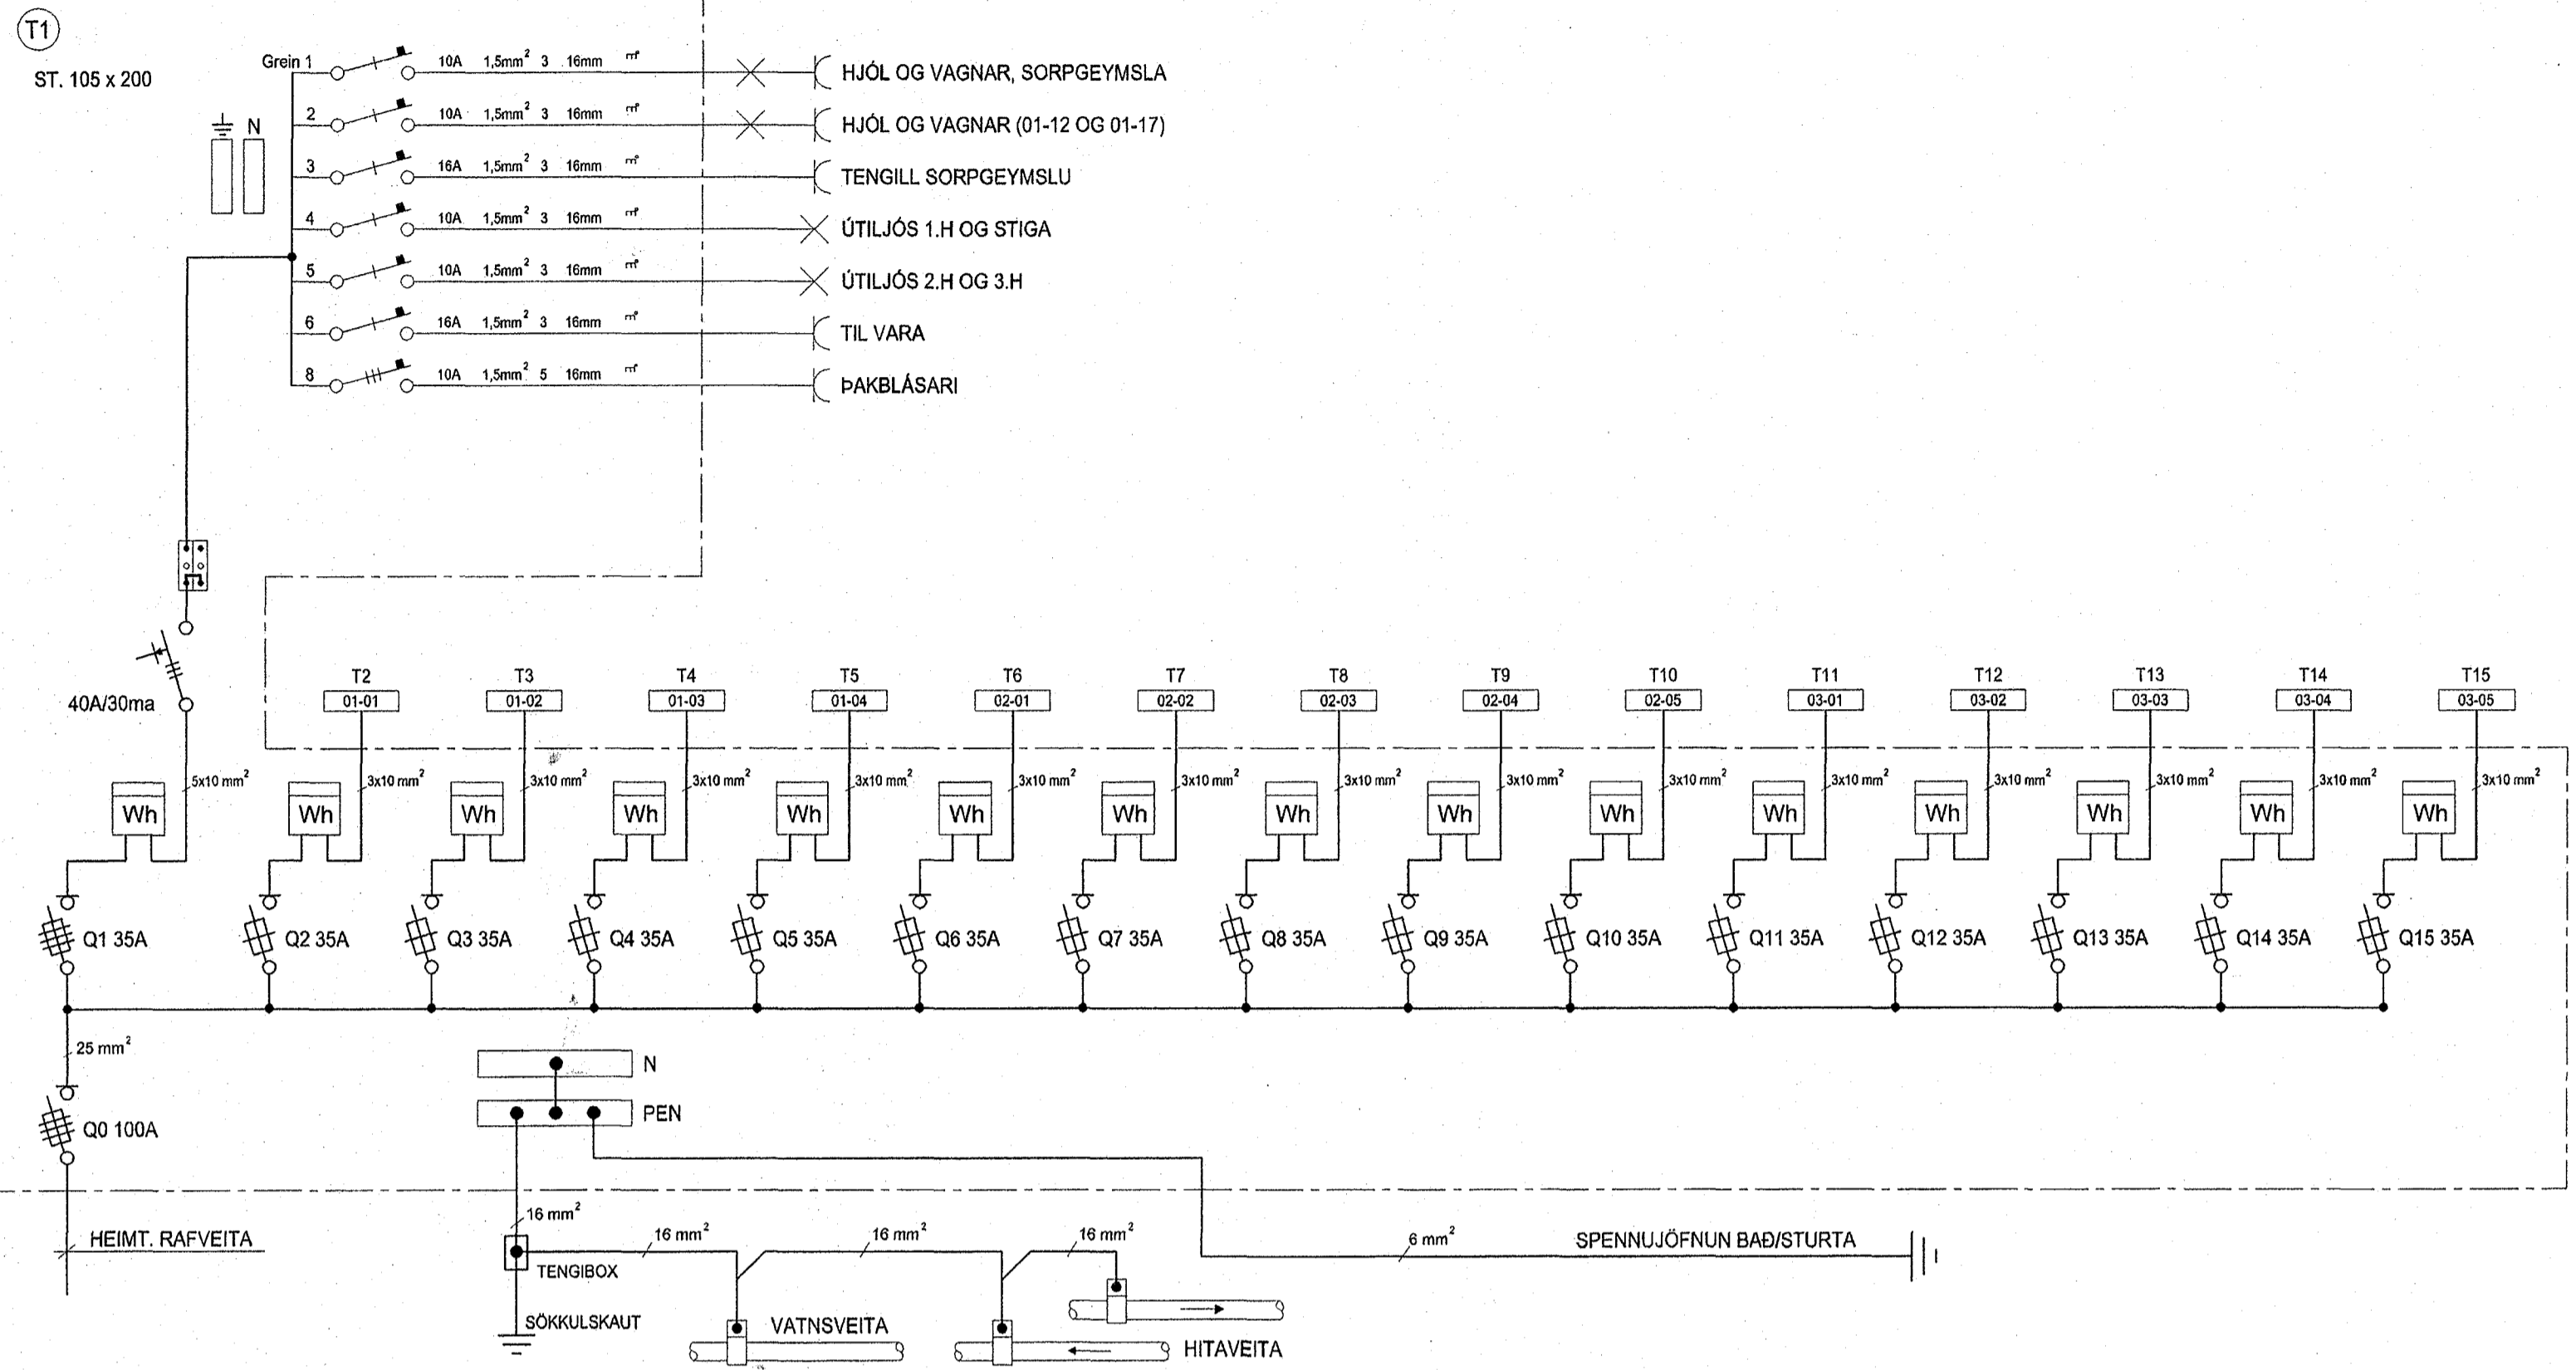 T1
ST. 105 x 200
N
Grein 1 10A 1,5mm² 3 16mm HJÓL OG VAGNAR, SORPGEYMSLA
2 10A 1,5mm² 3 16mm HJÓL OG VAGNAR (01-12 OG 01-17)
3 16A 1,5mm² 3 16mm TENGILL SORPGEYMSLU
4 10A 1,5mm² 3 16mm ÚTILJÓS 1.H OG STIGA
5 10A 1,5mm² 3 16mm ÚTILJÓS 2.H OG 3.H
6 16A 1,5mm² 3 16mm TIL VARA
8 10A 1,5mm² 5 16mm ÞAKBLÁSARI
40A/30ma
T2 T3 T4 T5 T6 T7 T8 T9 T10 T11 T12 T13 T14 T15
01-01 01-02 01-03 01-04 02-01 02-02 02-03 02-04 02-05 03-01 03-02 03-03 03-04 03-05
5x10 mm² 3x10 mm² 3x10 mm² 3x10 mm² 3x10 mm² 3x10 mm² 3x10 mm² 3x10 mm² 3x10 mm² 3x10 mm² 3x10 mm² 3x10 mm² 3x10 mm² 3x10 mm² 3x10 mm²
Wh Wh Wh Wh Wh Wh Wh Wh Wh Wh Wh Wh Wh Wh Wh
Q1 35A Q2 35A Q3 35A Q4 35A Q5 35A Q6 35A Q7 35A Q8 35A Q9 35A Q10 35A Q11 35A Q12 35A Q13 35A Q14 35A Q15 35A
25 mm²
N
PEN
Q0 100A
16 mm²
HEIMT. RAFVEITA
16 mm² 16 mm² 16 mm² 6 mm² SPENNUJÖFNUN BAÐ/STURTA
TENGIBOX
SÖKKULSKAUT
VATNSVEITA
HITAVEITA